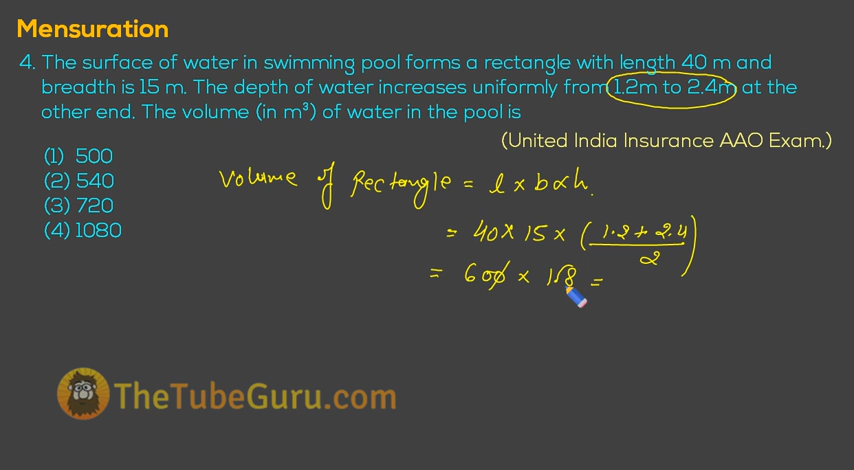 Mensuration
4. The surface of water in swimming pool forms a rectangle with length 40 m and
breadth is 15 m. The depth of water increases uniformly from 1.2m to 2.4m at the
other end. The volume (in m³) of water in the pool is
(United India Insurance AAO Exam.)
(1) 500
(2) 540
(3) 720
(4) 1080
Volume of Rectangle = l × b × h.
= 40 × 15 × (1.2 + 2.4 / 2)
= 600 × 1.8 =
TheTubeGuru.com